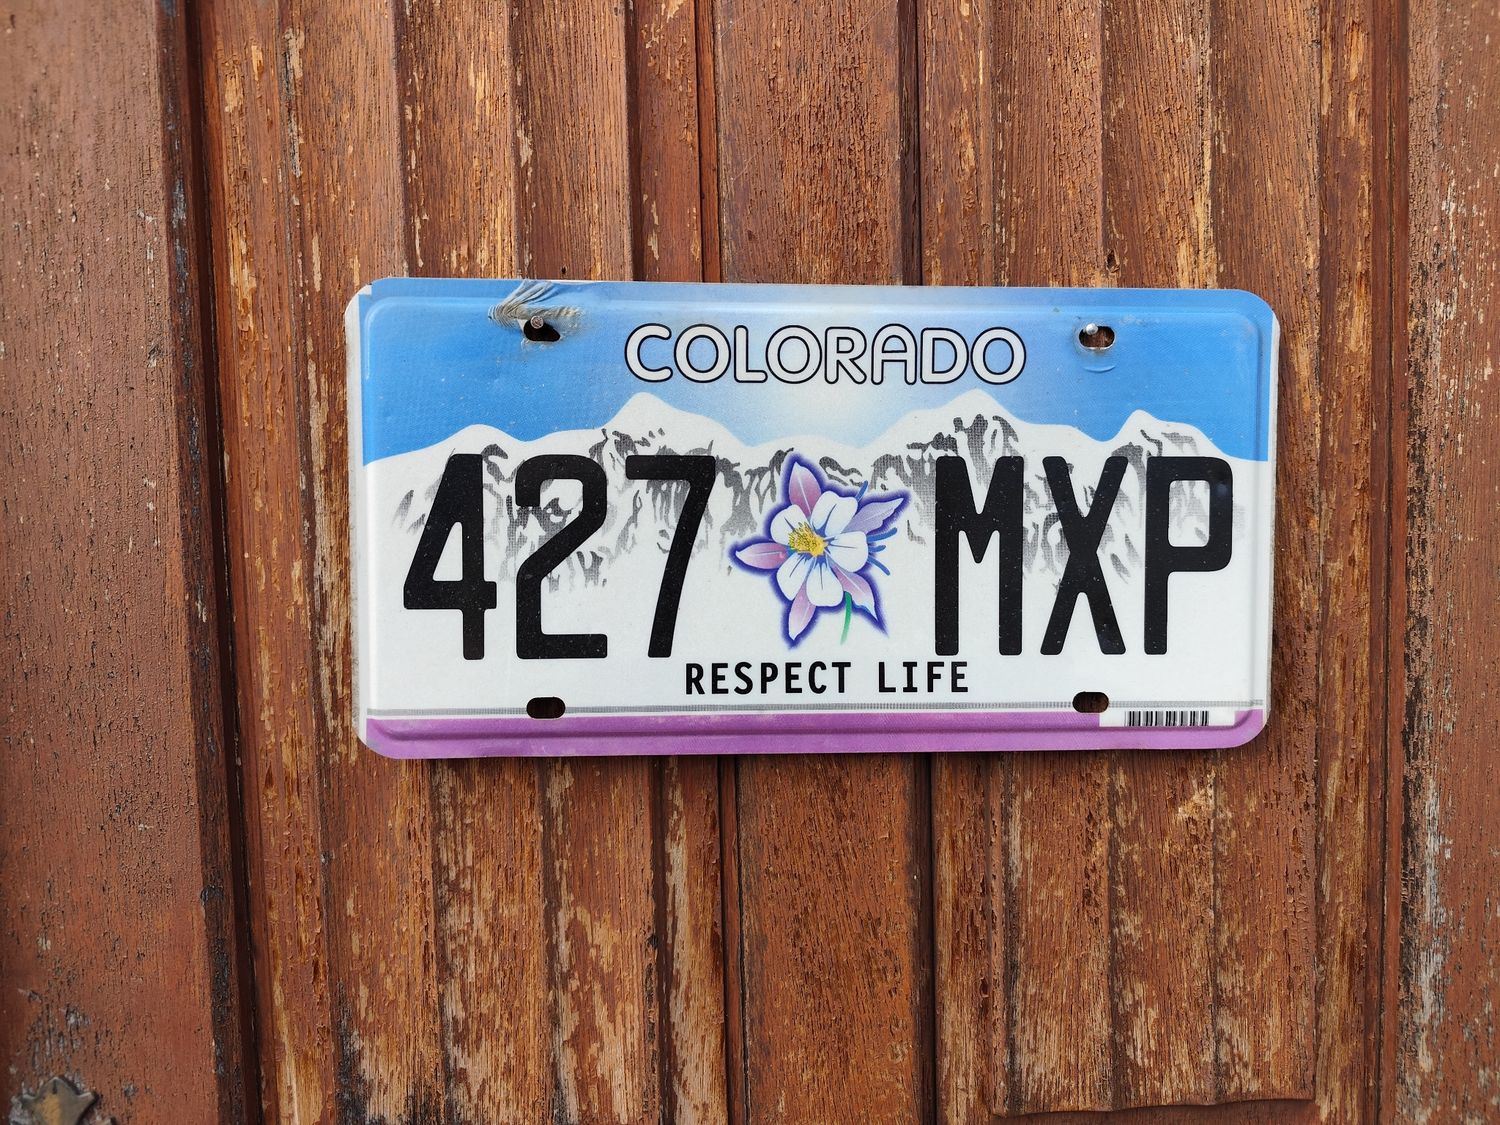 COLORADO
427 MXP
RESPECT LIFE